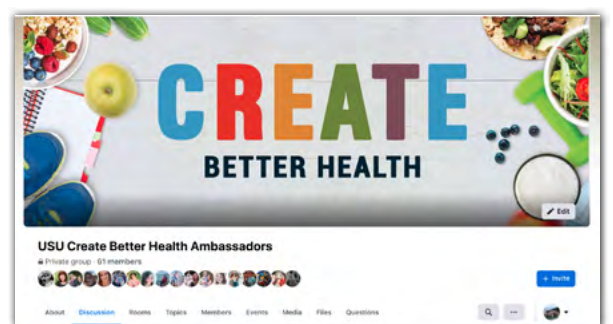 CREATE
BETTER HEALTH
Edit
USU Create Better Health Ambassadors
Private group · 61 members
+ Invite
About Discussion Rooms Topics Members Events Media Files Questions